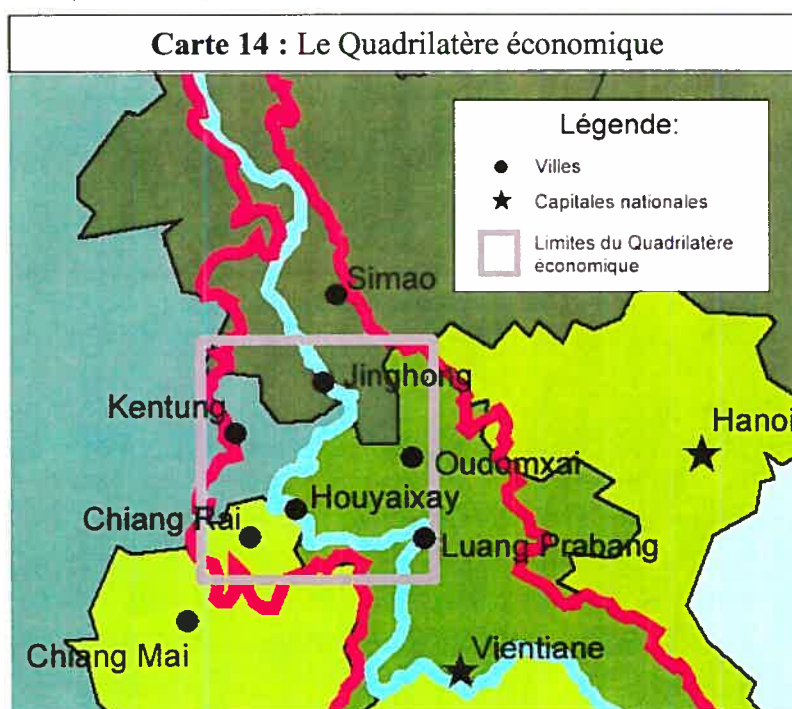 Carte 14 : Le Quadrilatère économique
Légende:
Villes
Capitales nationales
Limites du Quadrilatère
économique
Simao
Jinghong
Kentung
Hanoi
Oudomxai
Houyaixay
Chiang Rai
Luang Prabang
Chiang Mai
Vientiane